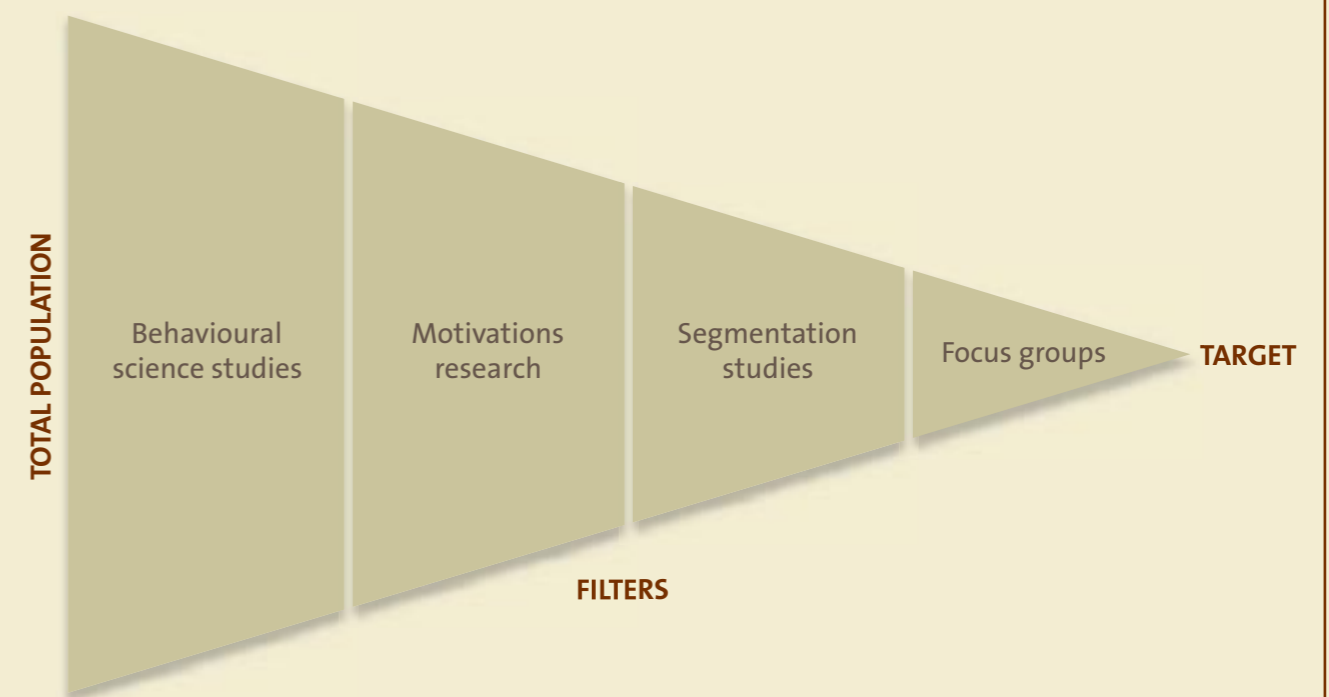 TOTAL POPULATION
Behavioural
science studies
Motivations
research
Segmentation
studies
Focus groups
TARGET
FILTERS